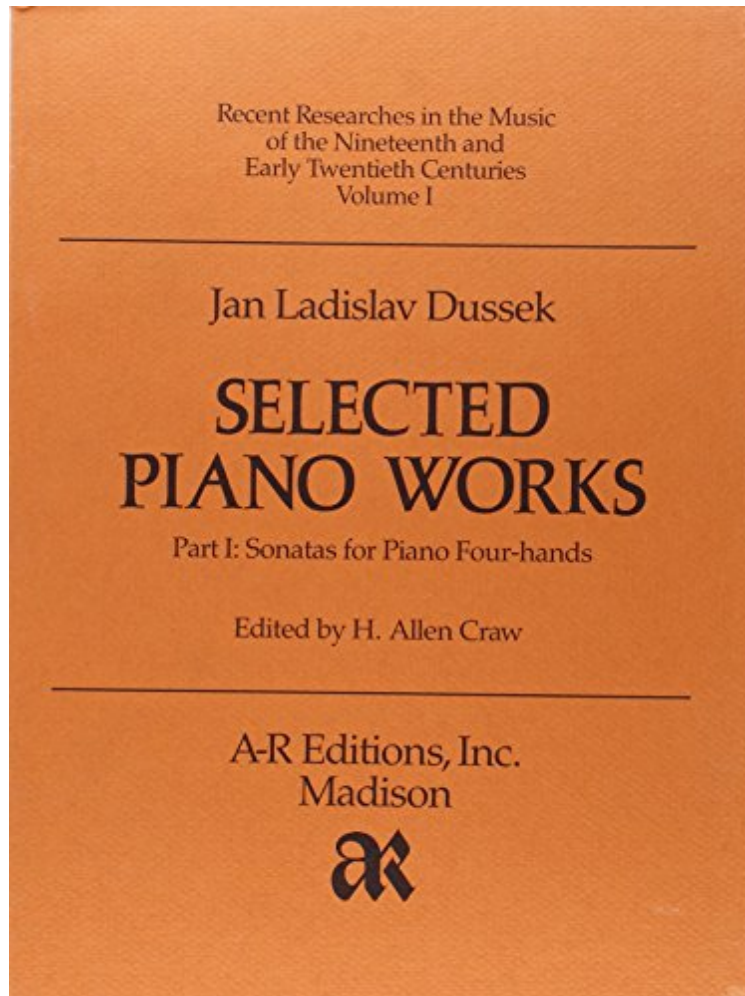 Recent Researches in the Music
of the Nineteenth and
Early Twentieth Centuries
Volume I
Jan Ladislav Dussek
SELECTED
PIANO WORKS
Part I: Sonatas for Piano Four-hands
Edited by H. Allen Craw
A-R Editions, Inc.
Madison
aR